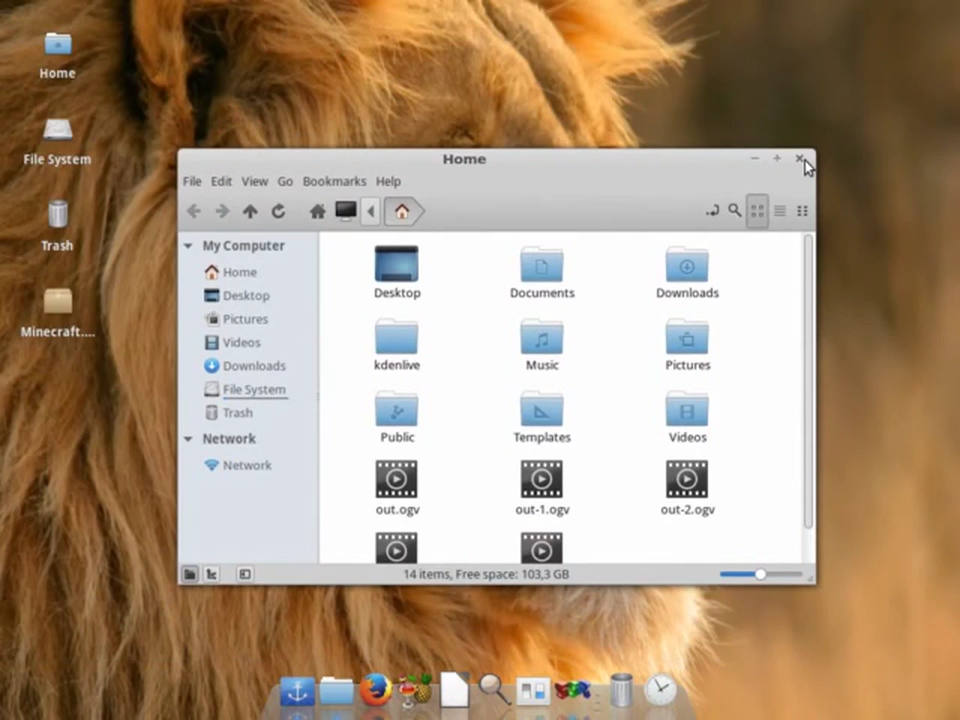 Home
File System
Trash
Minecraft....
Home
File Edit View Go Bookmarks Help
My Computer
Home
Desktop
Pictures
Videos
Downloads
File System
Trash
Network
Network
Desktop Documents Downloads
kdenlive Music Pictures
Public Templates Videos
out.ogv out-1.ogv out-2.ogv
14 items, Free space: 103,3 GB